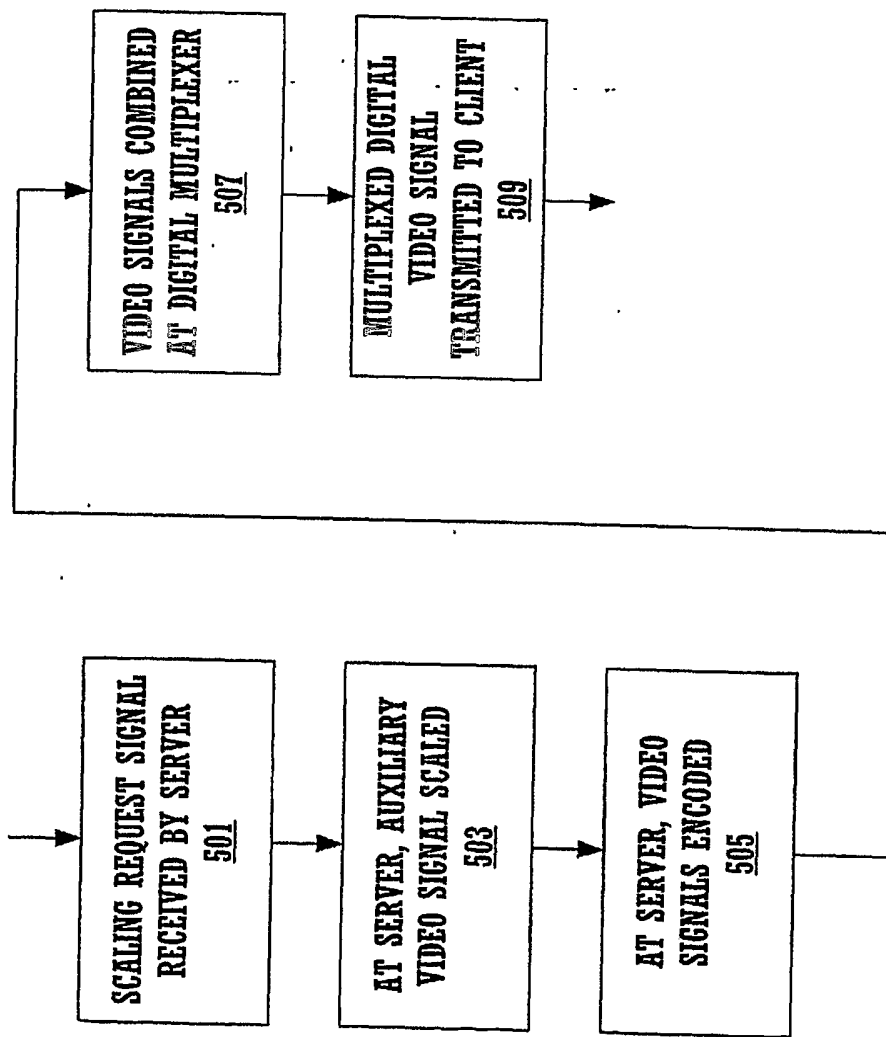 SCALING REQUEST SIGNAL
RECEIVED BY SERVER
501
AT SERVER, AUXILIARY
VIDEO SIGNAL SCALED
503
AT SERVER, VIDEO
SIGNALS ENCODED
505
VIDEO SIGNALS COMBINED
AT DIGITAL MULTIPLEXER
507
MULTIPLEXED DIGITAL
VIDEO SIGNAL
TRANSMITTED TO CLIENT
509